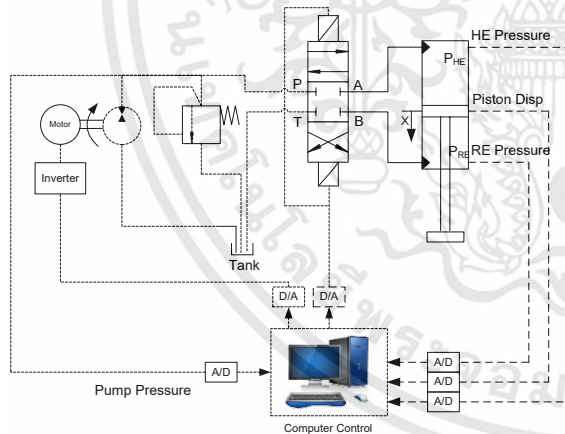 HE Pressure
P_HE
P A
Piston Disp
T B
X
P_RE
RE Pressure
Motor
Inverter
Tank
D/A
D/A
A/D
A/D
Pump Pressure
A/D
A/D
Computer Control